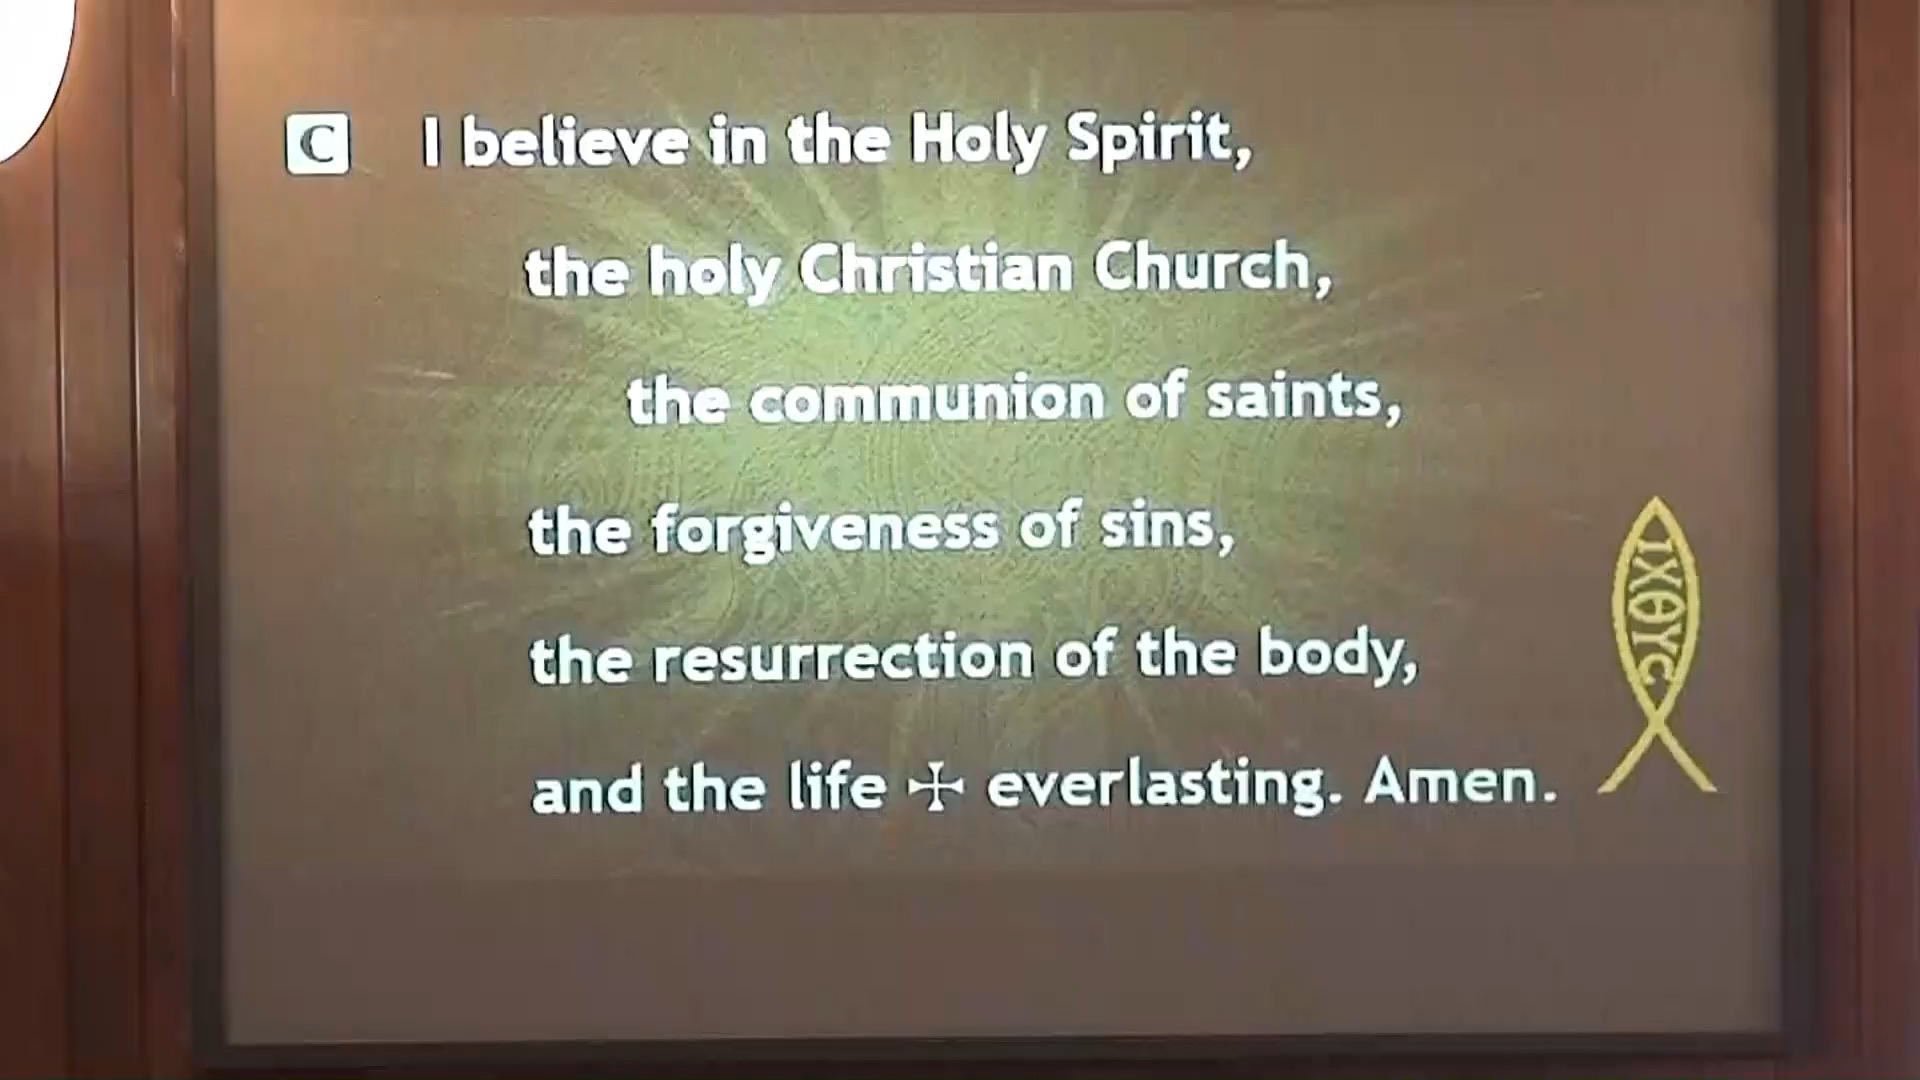 C I believe in the Holy Spirit,
the holy Christian Church,
the communion of saints,
the forgiveness of sins,
the resurrection of the body,
and the life ☩ everlasting. Amen.
ΙΧΘΥC